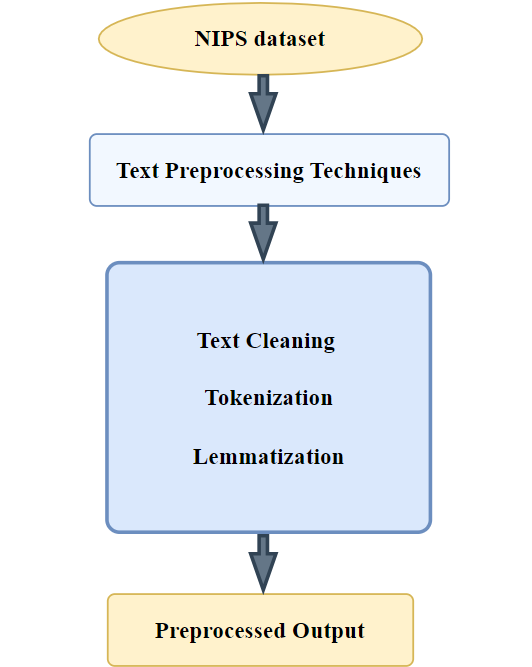 NIPS dataset
Text Preprocessing Techniques
Text Cleaning
Tokenization
Lemmatization
Preprocessed Output